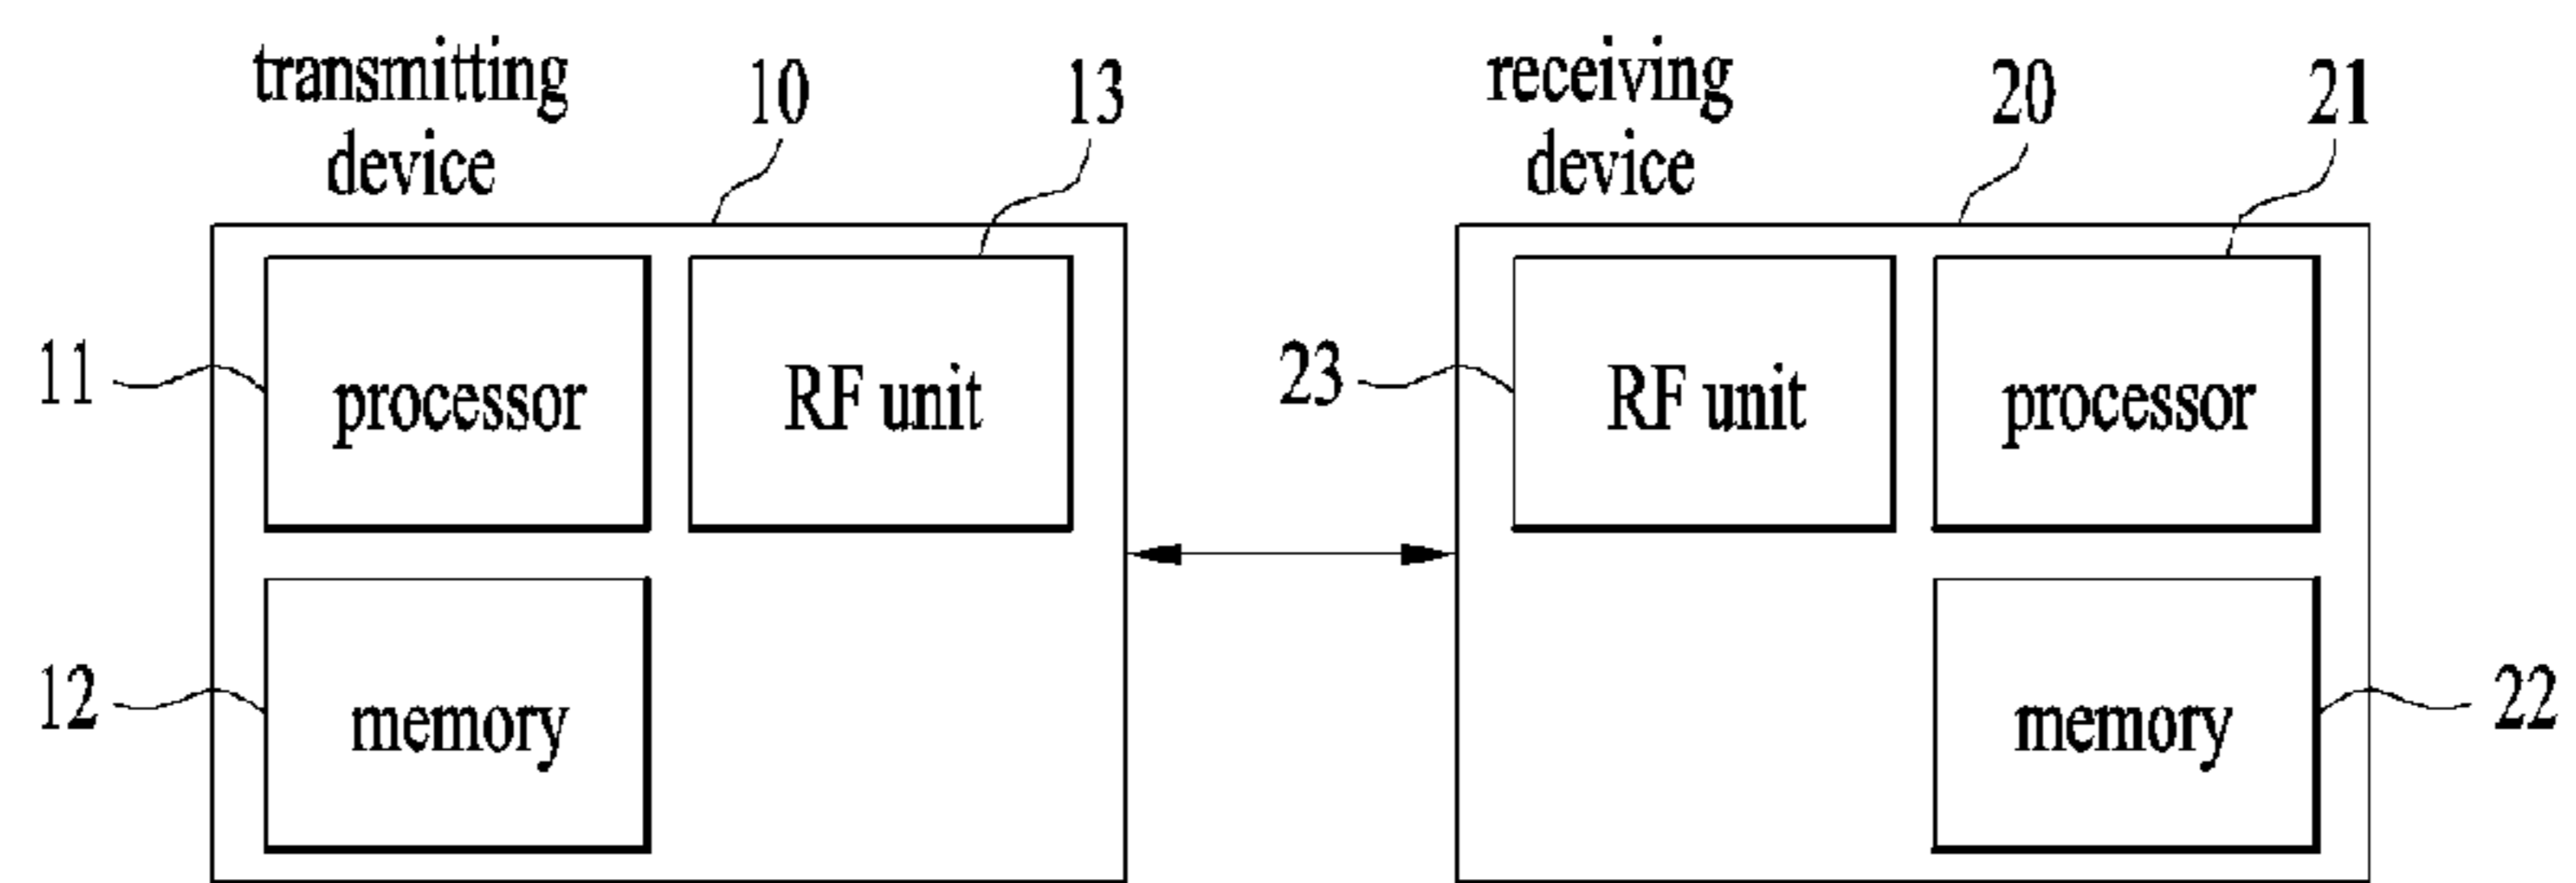 transmitting
device
10
13
receiving
device
20
21
11
processor
RF unit
23
RF unit
processor
12
memory
memory
22